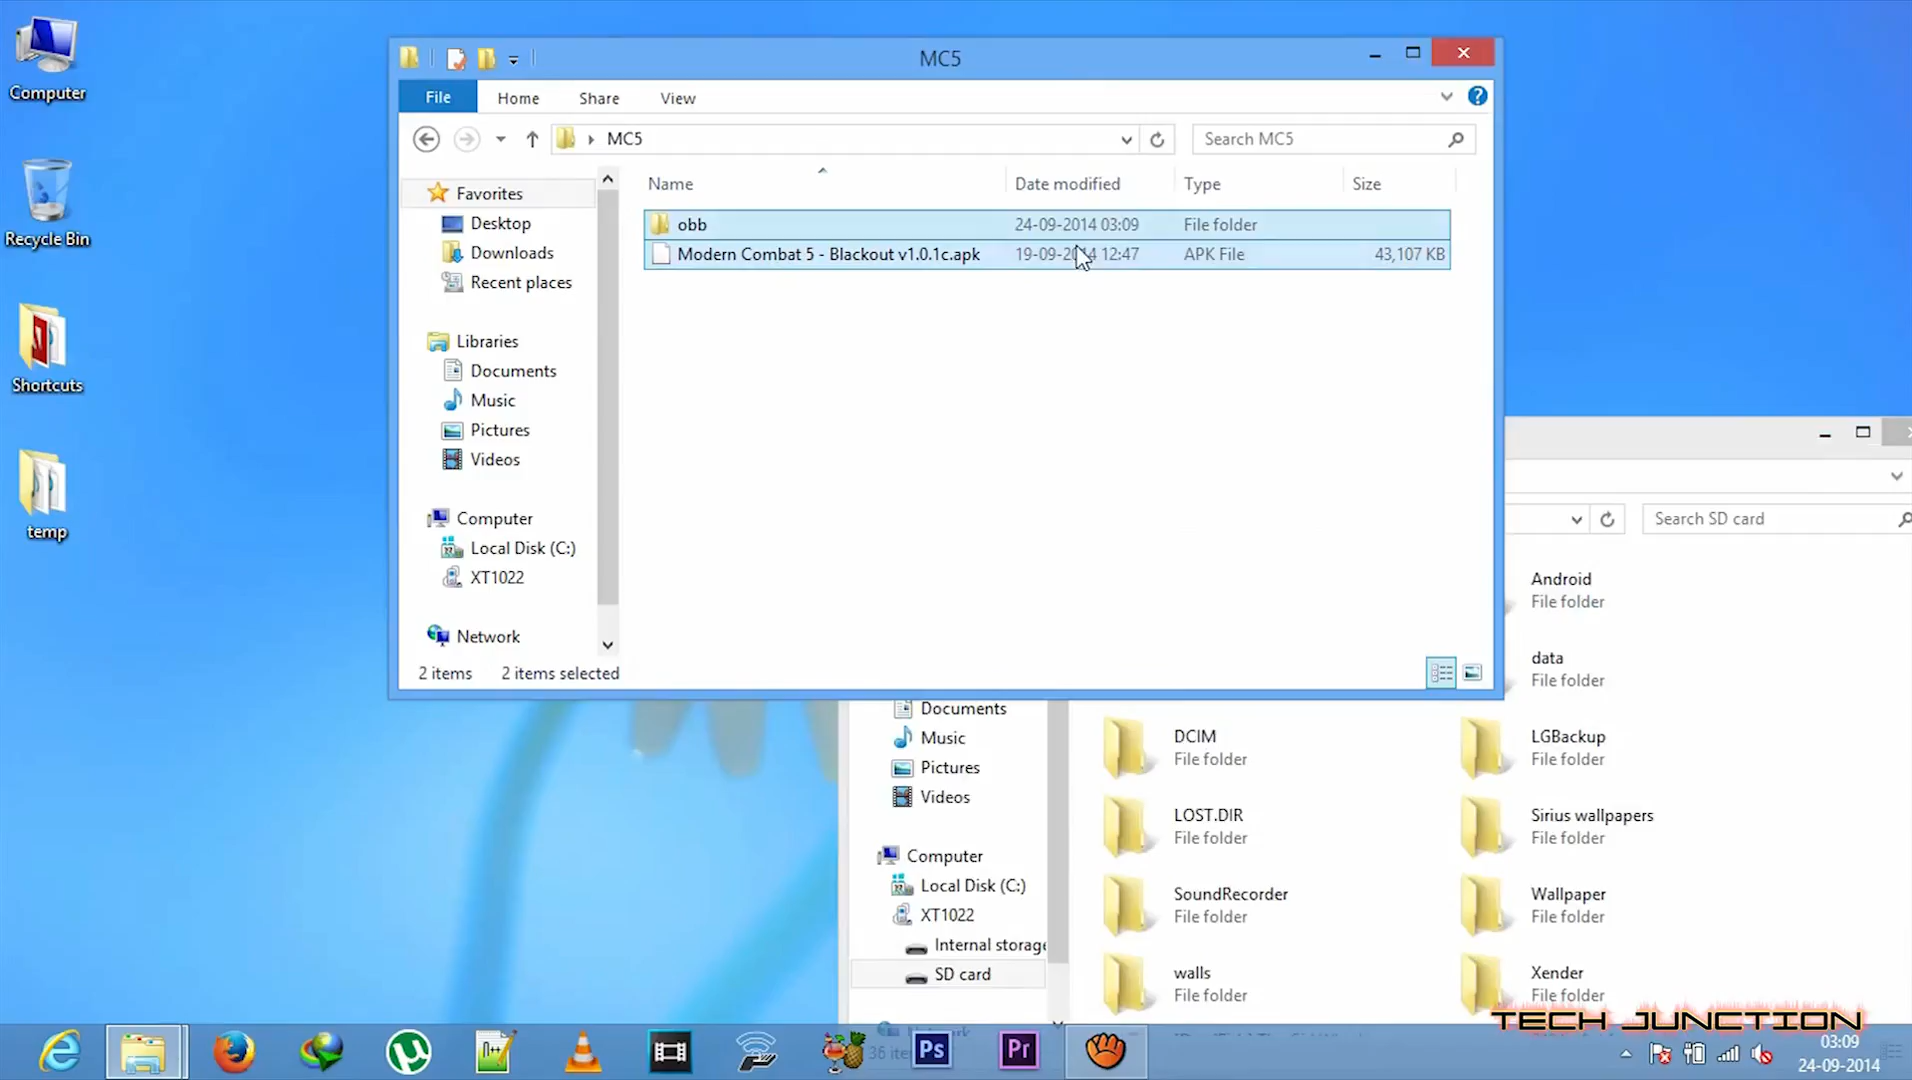 Computer
Recycle Bin
Shortcuts
temp
MC5
File Home Share View
MC5
Search MC5
Name Date modified Type Size
obb 24-09-2014 03:09 File folder
Modern Combat 5 - Blackout v1.0.1c.apk 19-09-2014 12:47 APK File 43,107 KB
Favorites
Desktop
Downloads
Recent places
Libraries
Documents
Music
Pictures
Videos
Computer
Local Disk (C:)
XT1022
Network
2 items 2 items selected
Search SD card
Android
File folder
data
File folder
DCIM
File folder
LGBackup
File folder
LOST.DIR
File folder
Sirius wallpapers
File folder
SoundRecorder
File folder
Wallpaper
File folder
walls
File folder
Xender
File folder
Documents
Music
Pictures
Videos
Computer
Local Disk (C:)
XT1022
Internal storage
SD card
TECH JUNCTION
Ps
Pr
03:09
24-09-2014